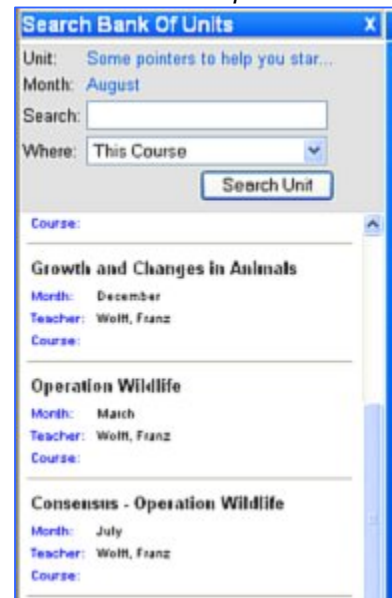 Search Bank Of Units X
Unit: Some pointers to help you star...
Month: August
Search:
Where: This Course
Search Unit
Course:
Growth and Changes in Animals
Month: December
Teacher: Wolff, Franz
Course:
Operation Wildlife
Month: March
Teacher: Wolff, Franz
Course:
Consensus - Operation Wildlife
Month: July
Teacher: Wolff, Franz
Course: